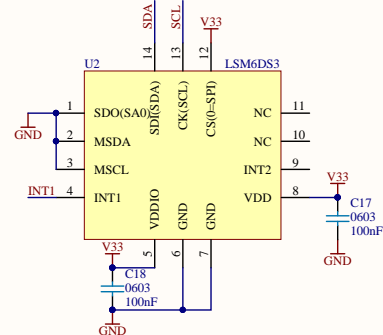 SDA
SCL
V33
14
13
12
U2
LSM6DS3
SDI(SDA)
CK(SCL)
CS(0=SPI)
1
SDO(SA0)
NC
11
GND
2
MSDA
NC
10
3
MSCL
INT2
9
INT1
4
INT1
VDD
8
V33
VDDIO
GND
GND
C17
0603
100nF
5
6
7
V33
GND
C18
0603
100nF
GND